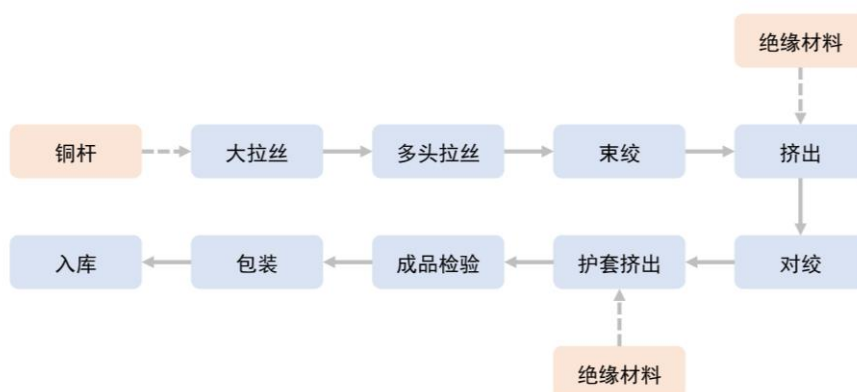 绝缘材料
铜杆
大拉丝
多头拉丝
束绞
挤出
入库
包装
成品检验
护套挤出
对绞
绝缘材料